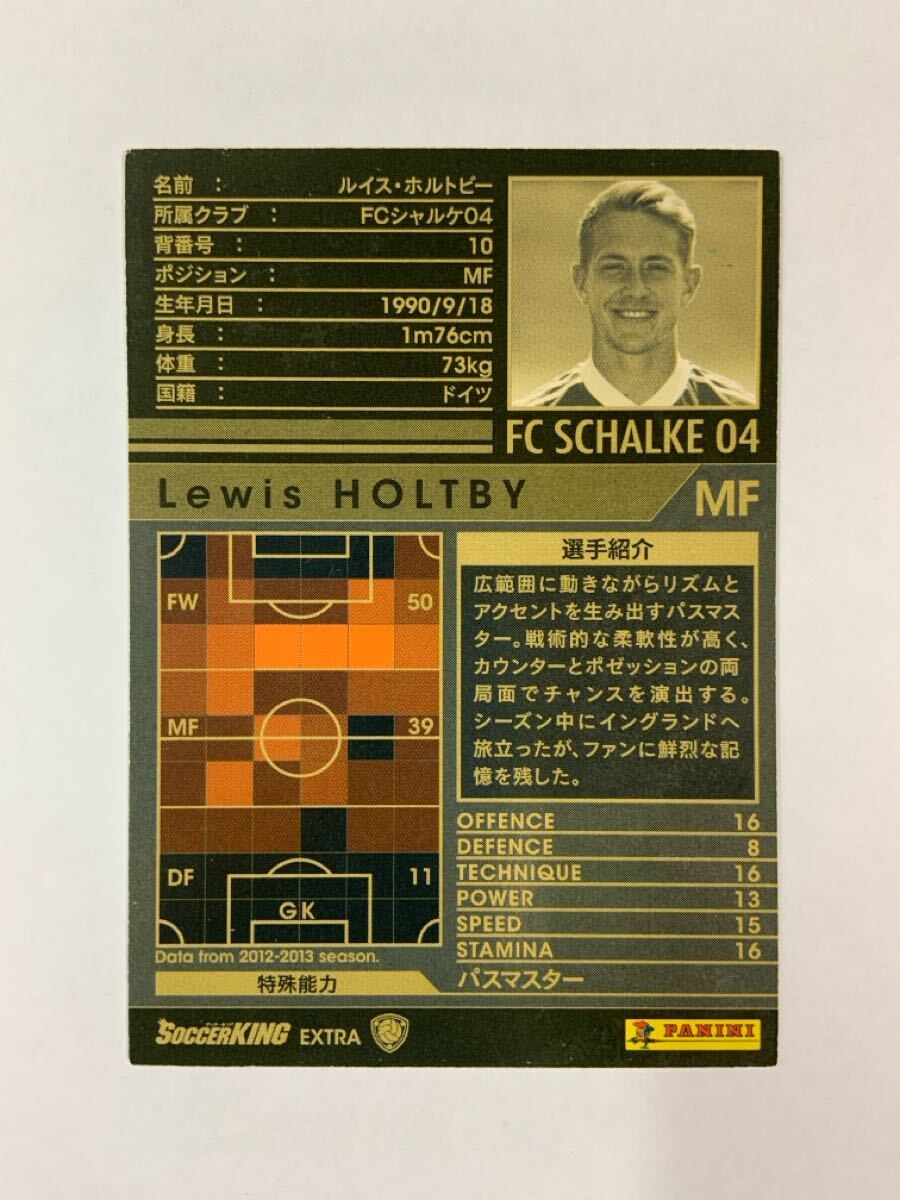 名前 ： ルイス・ホルトビー
所属クラブ ： FCシャルケ04
背番号 ： 10
ポジション ： MF
生年月日 ： 1990/9/18
身長 ： 1m76cm
体重 ： 73kg
国籍 ： ドイツ
FC SCHALKE 04
Lewis HOLTBY
MF
FW 50
MF 39
DF 11
GK
Data from 2012-2013 season.
選手紹介
広範囲に動きながらリズムと
アクセントを生み出すパスマス
ター。戦術的な柔軟性が高く、
カウンターとポゼッションの両
局面でチャンスを演出する。
シーズン中にイングランドへ
旅立ったが、ファンに鮮烈な記
憶を残した。
OFFENCE 16
DEFENCE 8
TECHNIQUE 16
POWER 13
SPEED 15
STAMINA 16
特殊能力 パスマスター
SOCCERKING EXTRA
PANINI